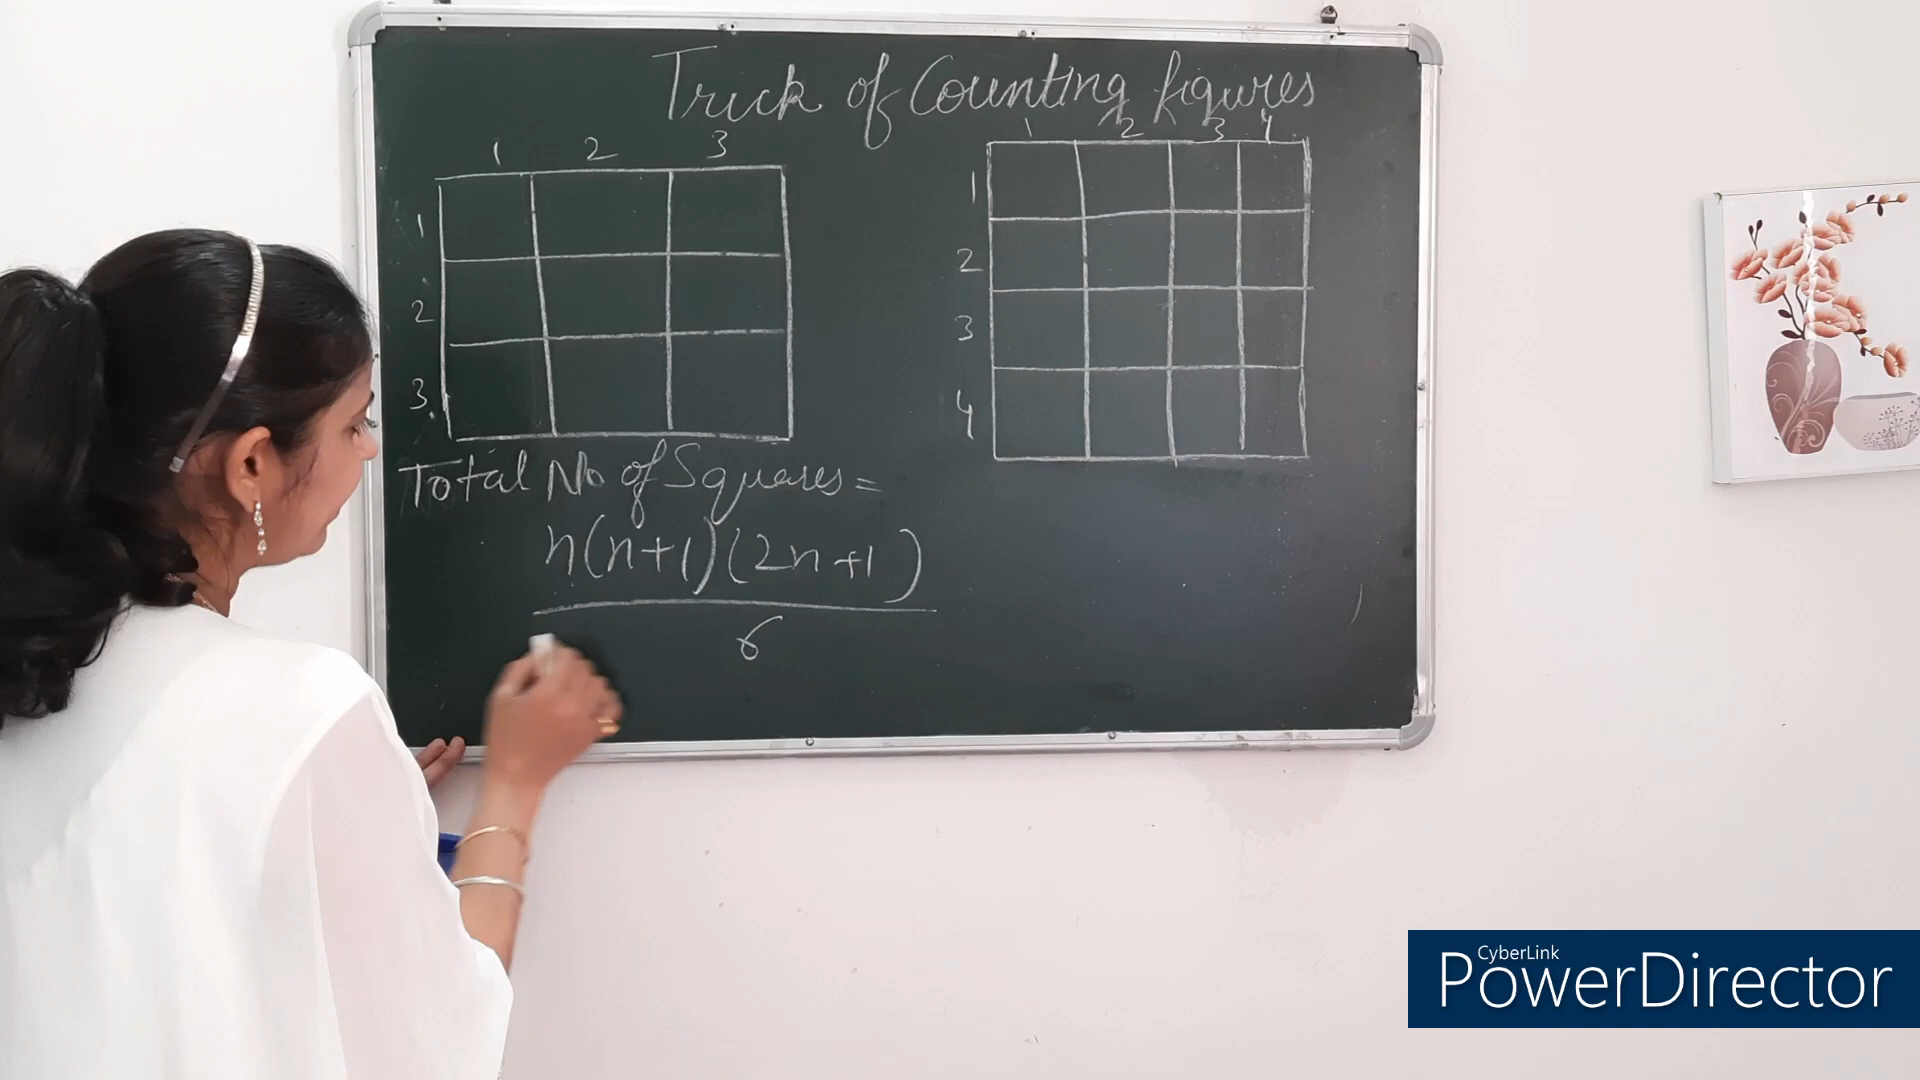 Trick of Counting figures
1 2 3
1
2
3
1 2 3 4
1
2
3
4
Total No of Squares =
n(n+1)(2n+1)
6
CyberLink
PowerDirector